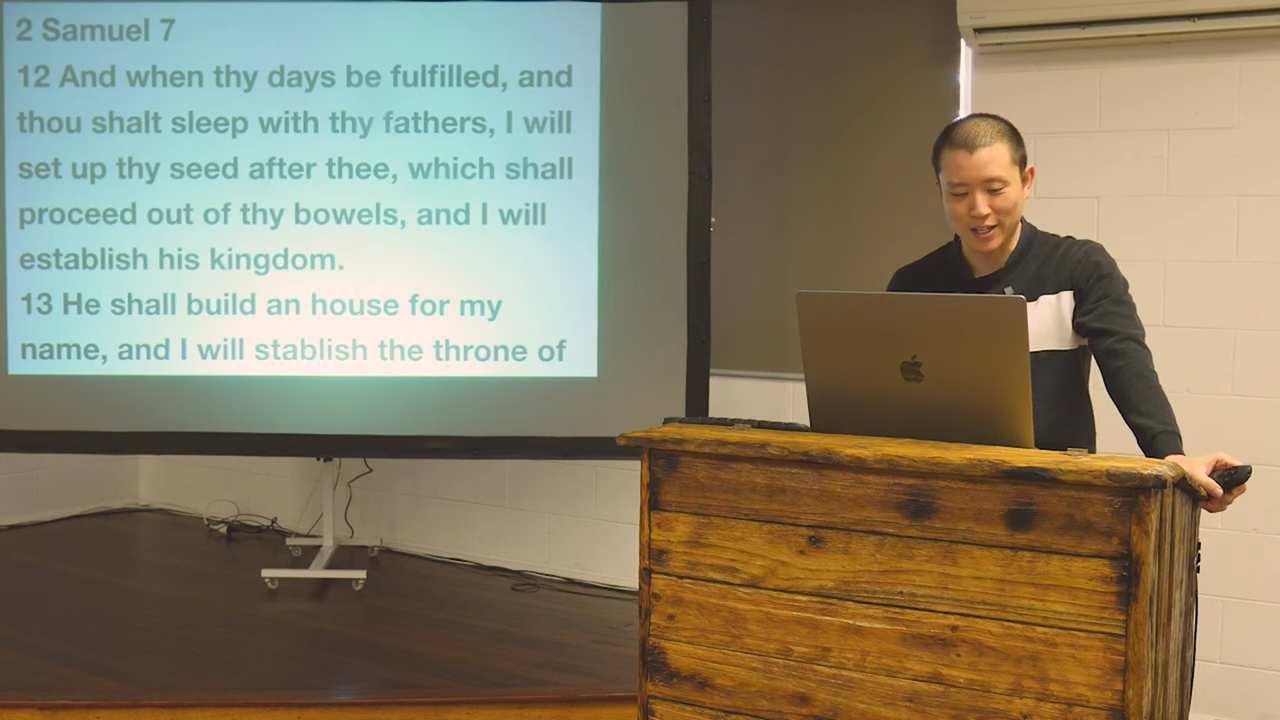 2 Samuel 7
12 And when thy days be fulfilled, and
thou shalt sleep with thy fathers, I will
set up thy seed after thee, which shall
proceed out of thy bowels, and I will
establish his kingdom.
13 He shall build an house for my
name, and I will stablish the throne of